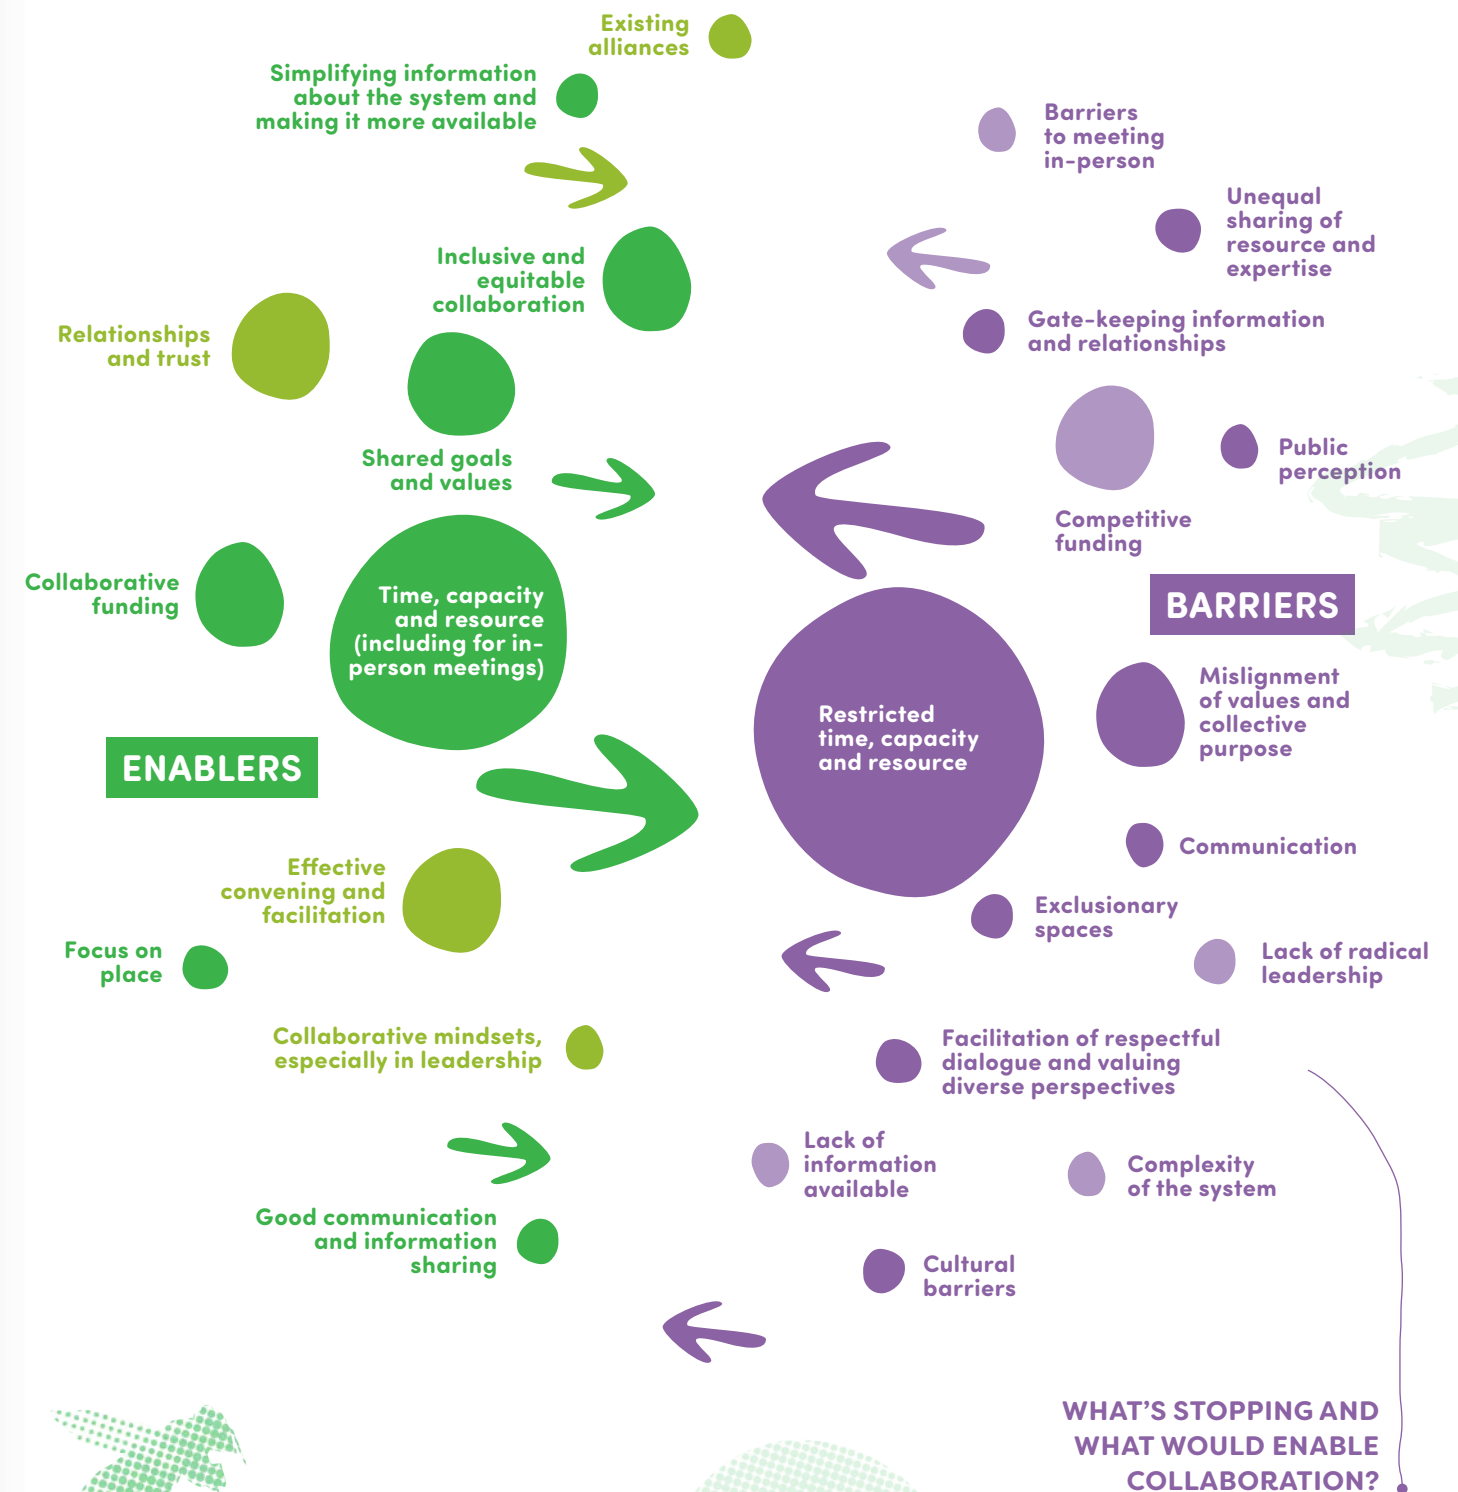 Existing
alliances
Simplifying information
about the system and
making it more available
Inclusive and
equitable
collaboration
Relationships
and trust
Shared goals
and values
Collaborative
funding
Time, capacity
and resource
(including for in-
person meetings)
ENABLERS
Effective
convening and
facilitation
Focus on
place
Collaborative mindsets,
especially in leadership
Good communication
and information
sharing
Barriers
to meeting
in-person
Unequal
sharing of
resource and
expertise
Gate-keeping information
and relationships
Public
perception
Competitive
funding
BARRIERS
Mislignment
of values and
collective
purpose
Restricted
time, capacity
and resource
Communication
Exclusionary
spaces
Lack of radical
leadership
Facilitation of respectful
dialogue and valuing
diverse perspectives
Lack of
information
available
Complexity
of the system
Cultural
barriers
WHAT’S STOPPING AND
WHAT WOULD ENABLE
COLLABORATION?